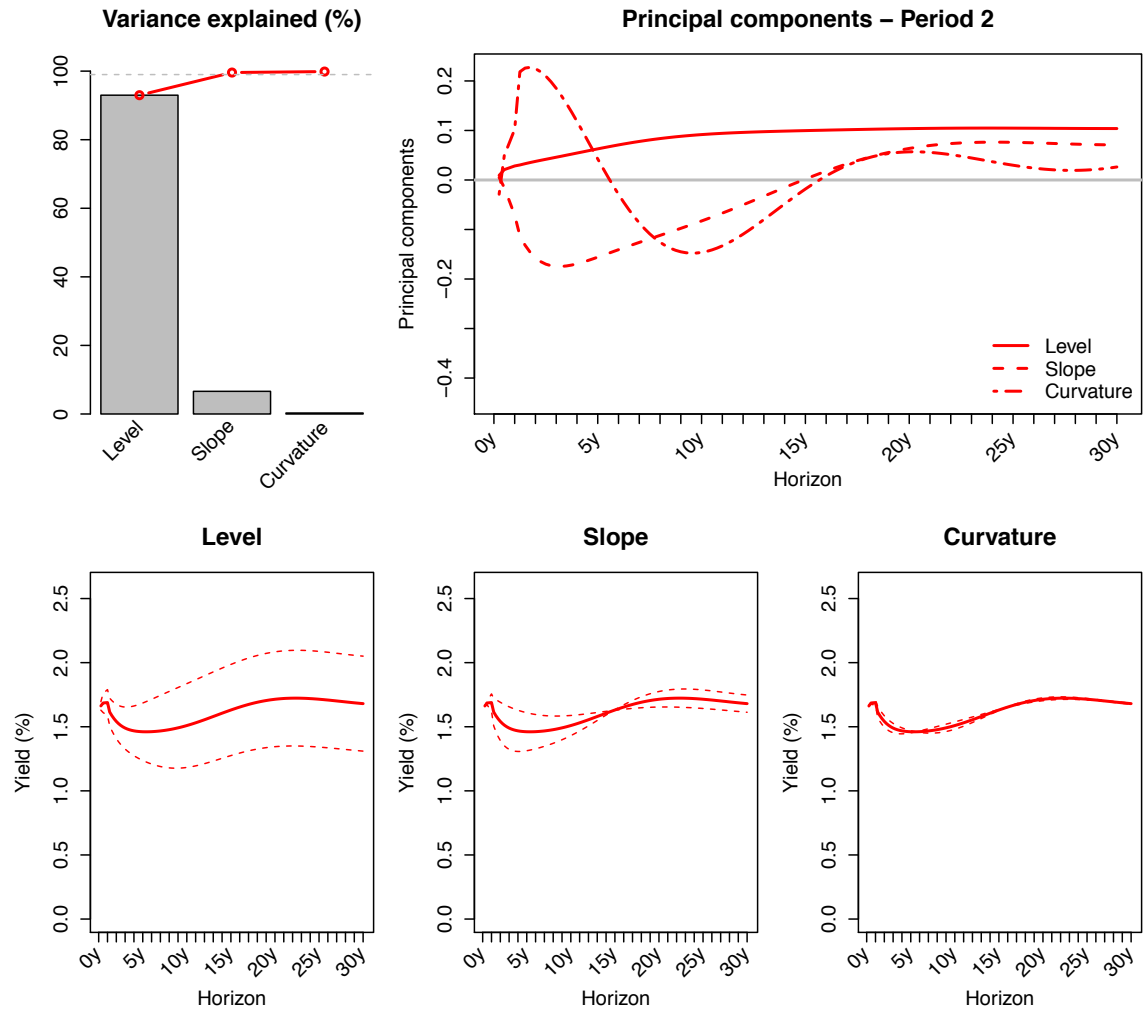 Variance explained (%)
0
20
40
60
80
100
Level
Slope
Curvature
Principal components – Period 2
Principal components
−0.4
−0.2
0.0
0.1
0.2
Level
Slope
Curvature
0y
5y
10y
15y
20y
25y
30y
Horizon
Level
Yield (%)
0.0
0.5
1.0
1.5
2.0
2.5
0y
5y
10y
15y
20y
25y
30y
Horizon
Slope
Yield (%)
0.0
0.5
1.0
1.5
2.0
2.5
0y
5y
10y
15y
20y
25y
30y
Horizon
Curvature
Yield (%)
0.0
0.5
1.0
1.5
2.0
2.5
0y
5y
10y
15y
20y
25y
30y
Horizon